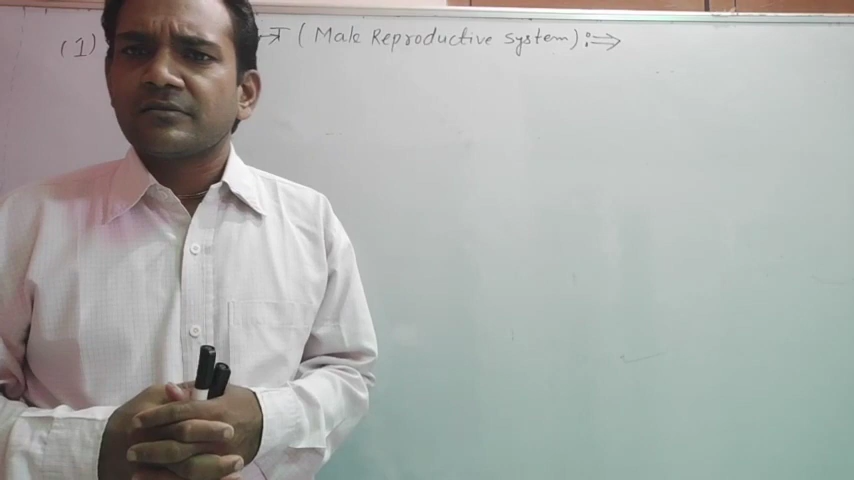 (1) → T (Male Reproductive System) :⇒